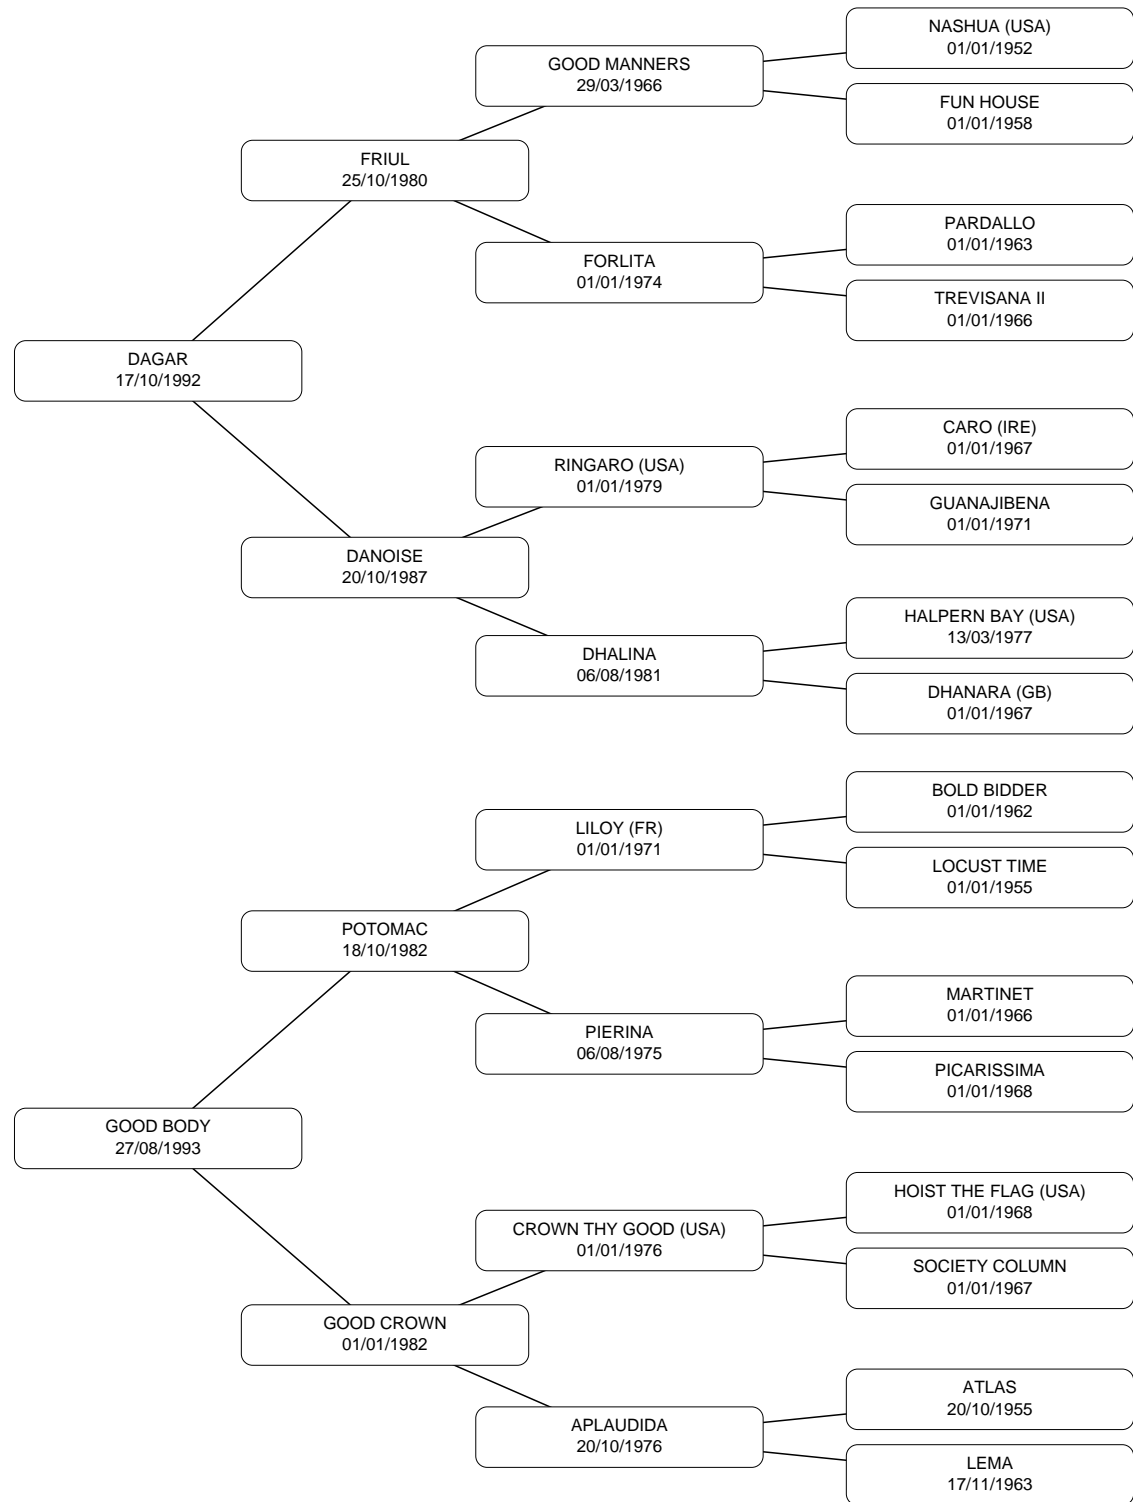 NASHUA (USA)
01/01/1952
GOOD MANNERS
29/03/1966
FUN HOUSE
01/01/1958
FRIUL
25/10/1980
PARDALLO
01/01/1963
FORLITA
01/01/1974
TREVISANA II
01/01/1966
DAGAR
17/10/1992
CARO (IRE)
01/01/1967
RINGARO (USA)
01/01/1979
GUANAJIBENA
01/01/1971
DANOISE
20/10/1987
HALPERN BAY (USA)
13/03/1977
DHALINA
06/08/1981
DHANARA (GB)
01/01/1967
BOLD BIDDER
01/01/1962
LILOY (FR)
01/01/1971
LOCUST TIME
01/01/1955
POTOMAC
18/10/1982
MARTINET
01/01/1966
PIERINA
06/08/1975
PICARISSIMA
01/01/1968
GOOD BODY
27/08/1993
HOIST THE FLAG (USA)
01/01/1968
CROWN THY GOOD (USA)
01/01/1976
SOCIETY COLUMN
01/01/1967
GOOD CROWN
01/01/1982
ATLAS
20/10/1955
APLAUDIDA
20/10/1976
LEMA
17/11/1963